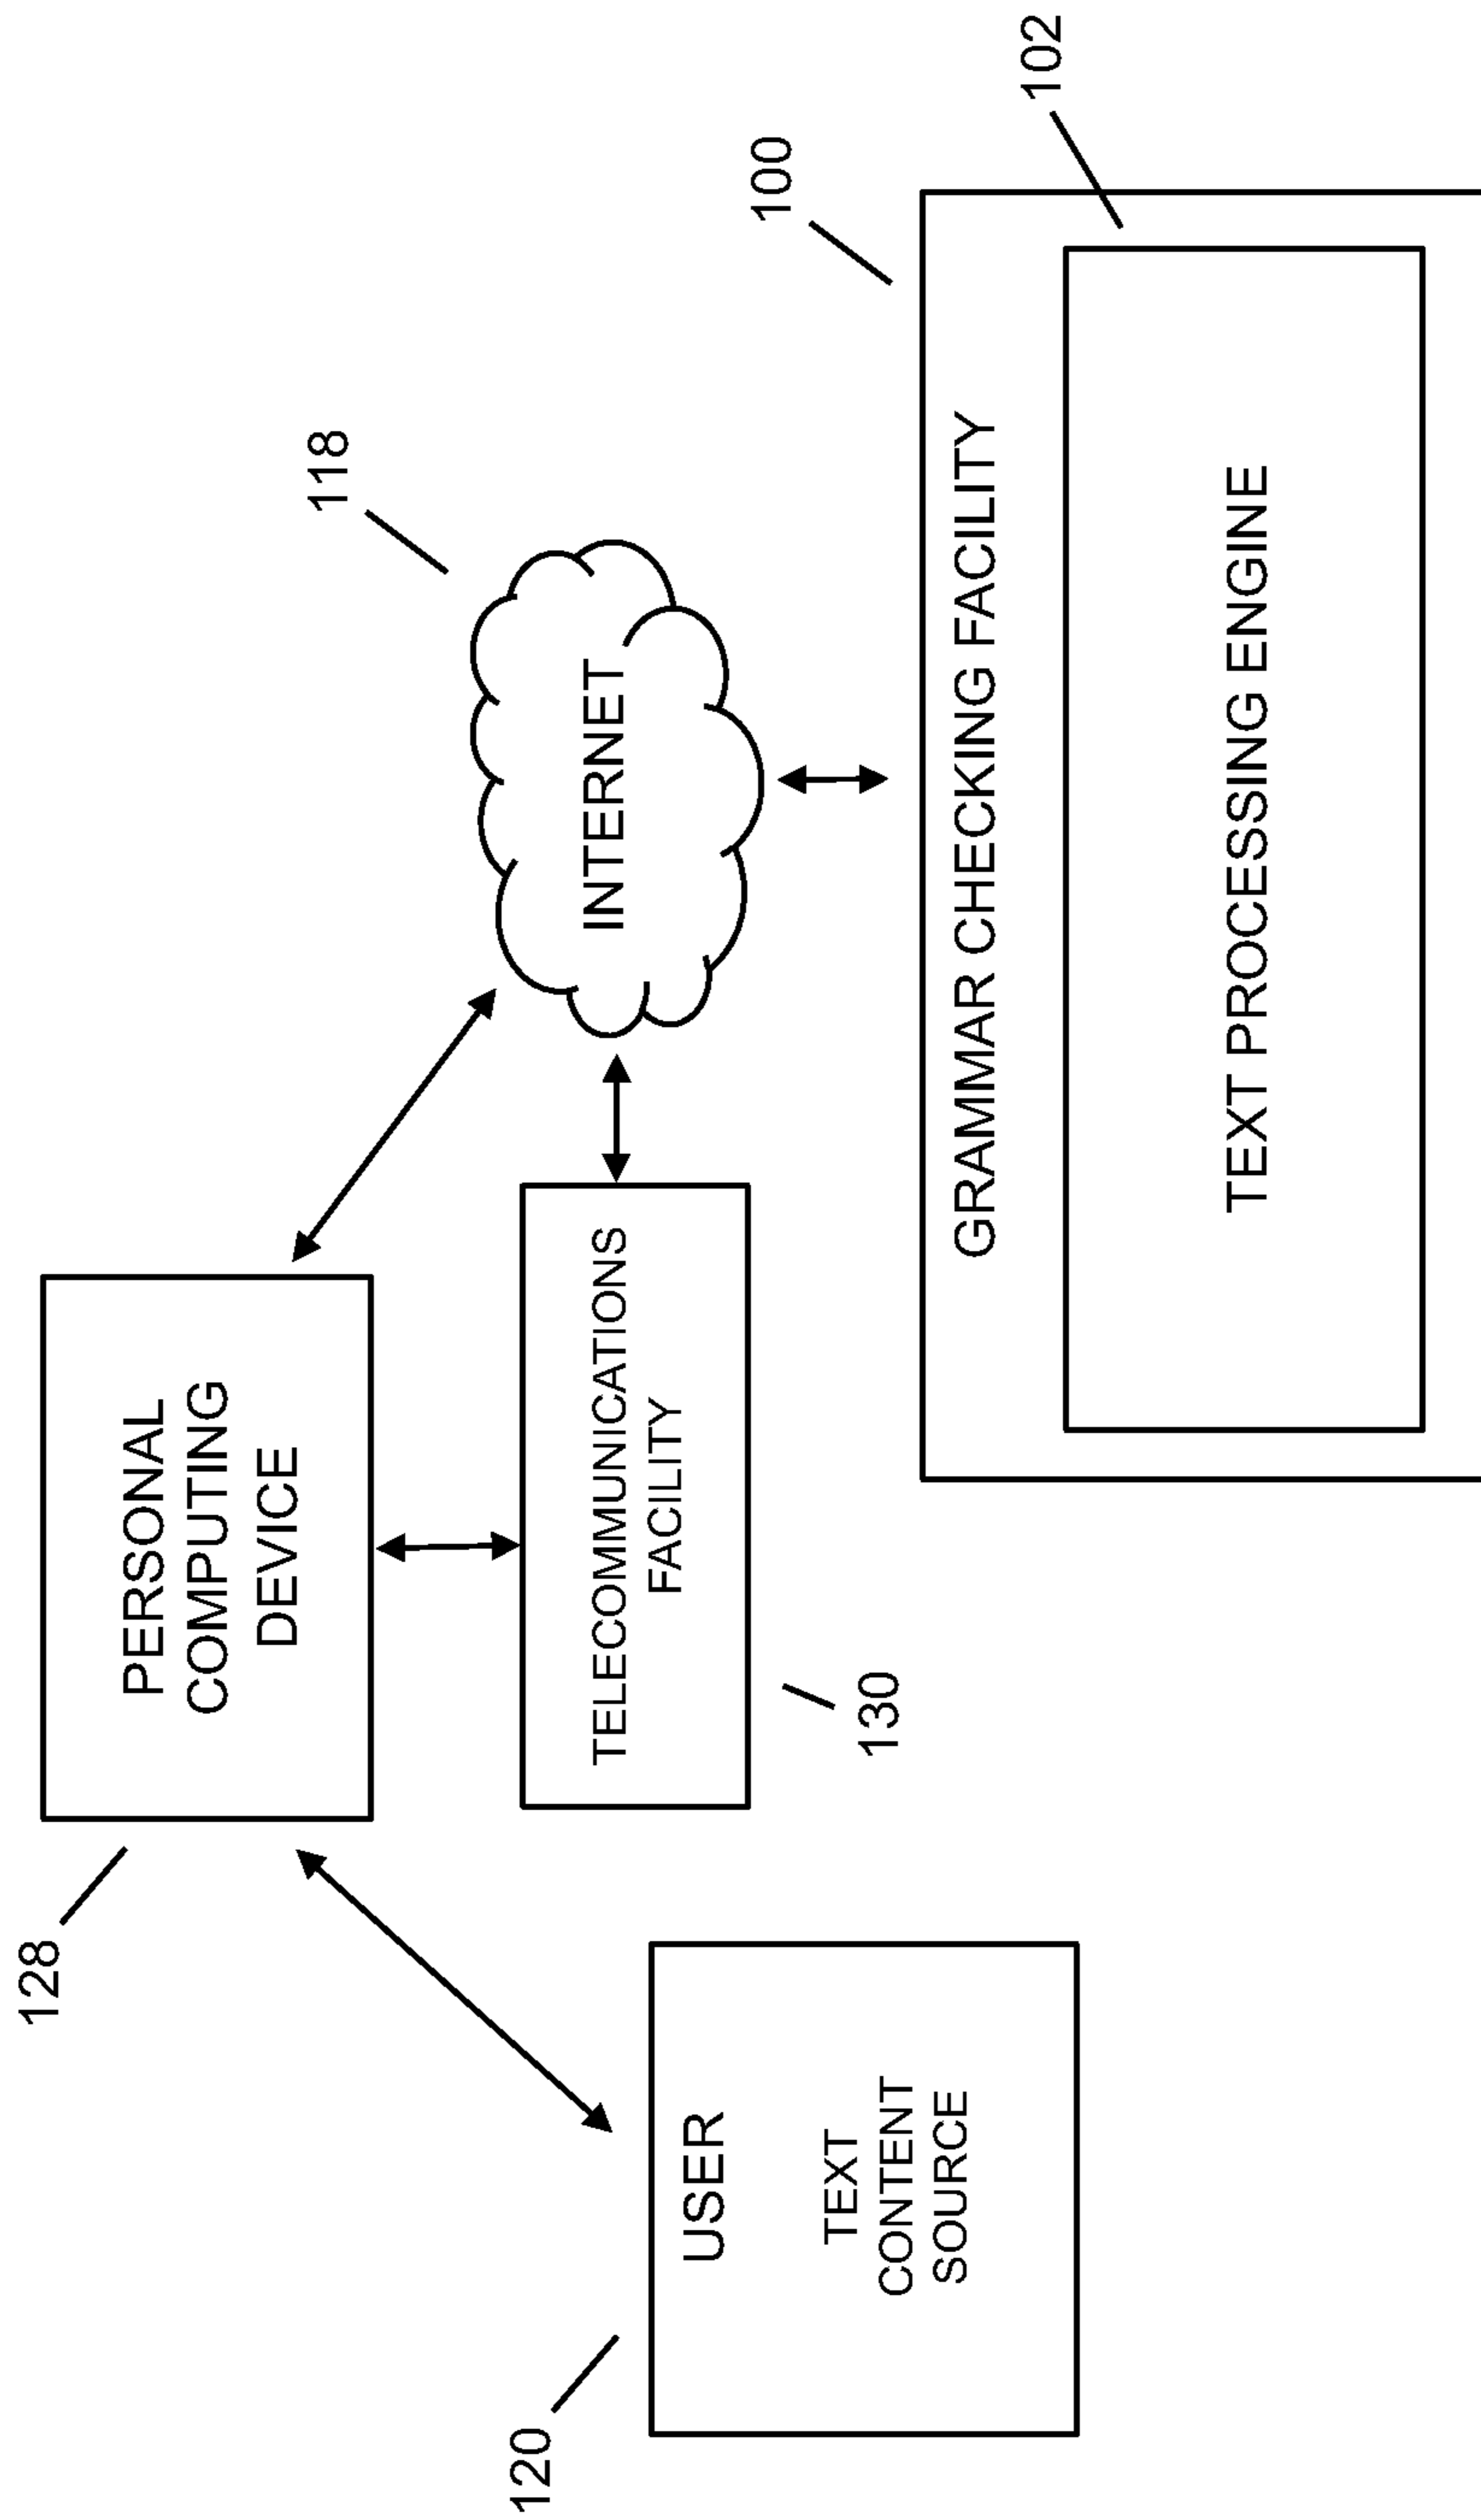 128
PERSONAL
COMPUTING
DEVICE
118
INTERNET
120
USER
TEXT
CONTENT
SOURCE
TELECOMMUNICATIONS
FACILITY
130
100
102
GRAMMAR CHECKING FACILITY
TEXT PROCESSING ENGINE